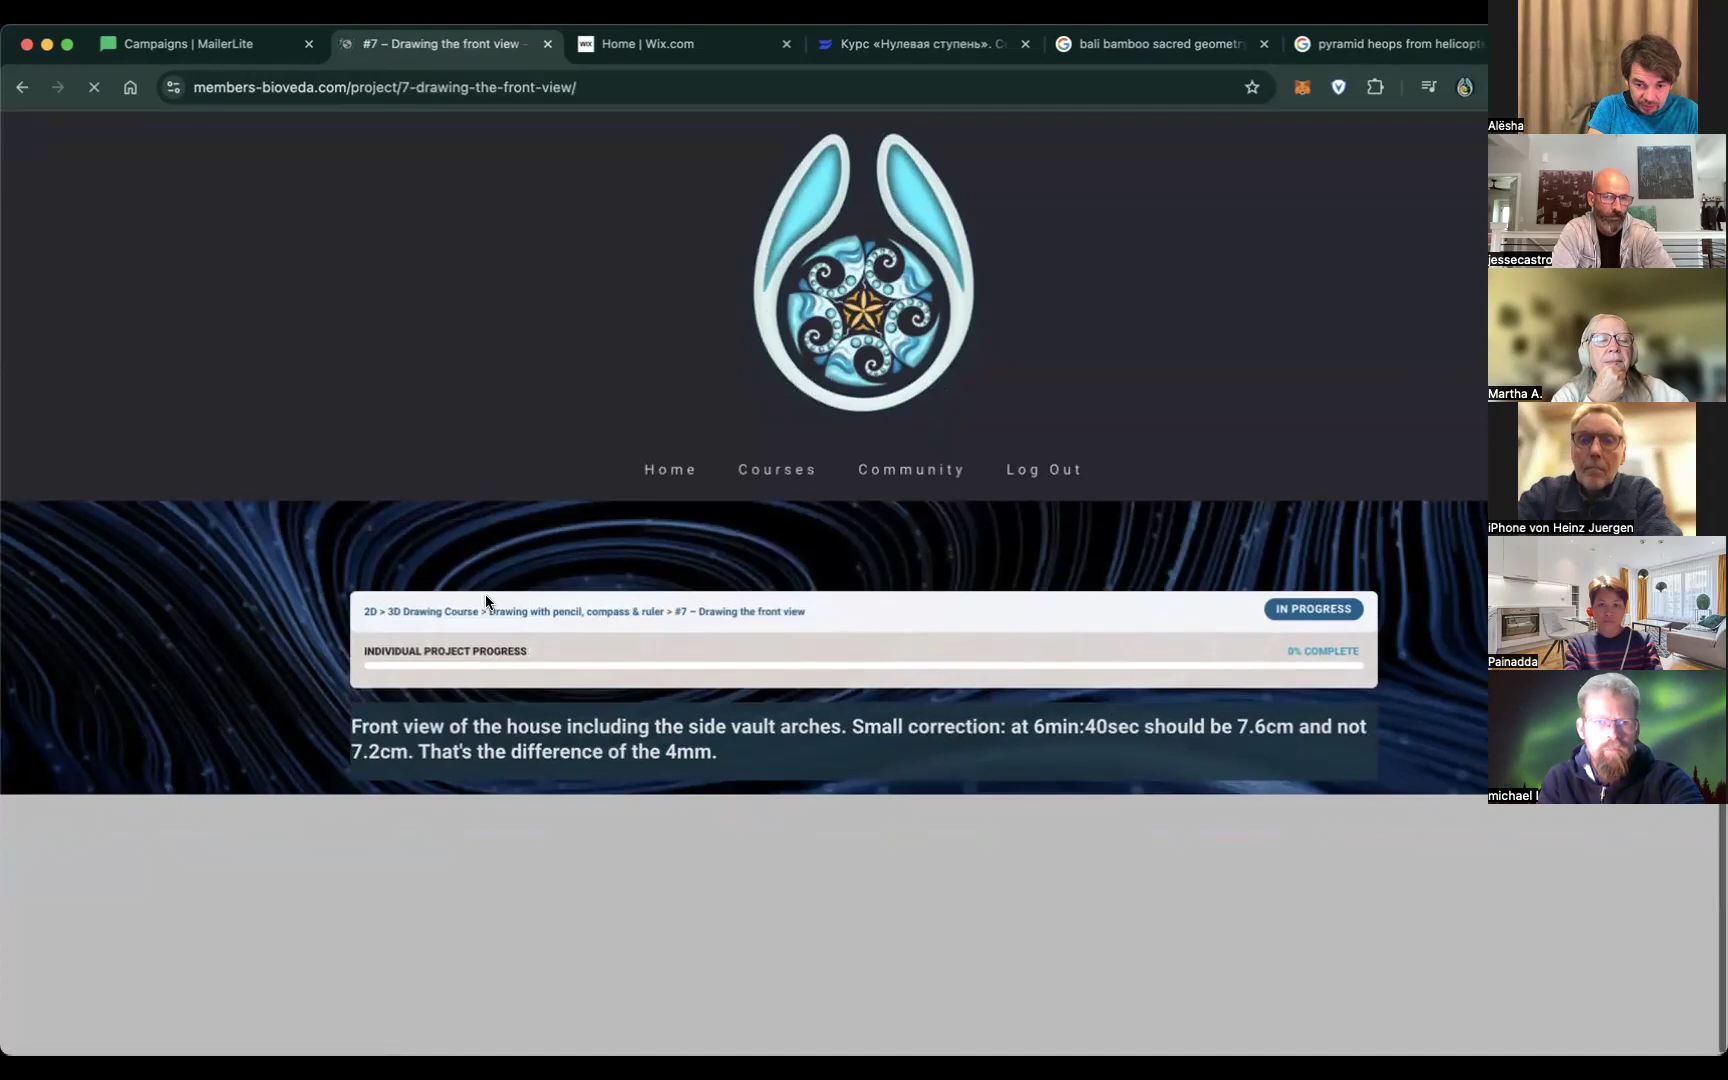 Campaigns | MailerLite
#7 – Drawing the front view
WiX
Home | Wix.com
Курс «Нулевая ступень».
bali bamboo sacred geometr
pyramid heops from helicopt
members-bioveda.com/project/7-drawing-the-front-view/
Home
Courses
Community
Log Out
2D > 3D Drawing Course > Drawing with pencil, compass & ruler > #7 – Drawing the front view
IN PROGRESS
INDIVIDUAL PROJECT PROGRESS
0% COMPLETE
Front view of the house including the side vault arches. Small correction: at 6min:40sec should be 7.6cm and not
7.2cm. That's the difference of the 4mm.
Alësha
jessecastro
Martha A.
iPhone von Heinz Juergen
Painadda
michael l